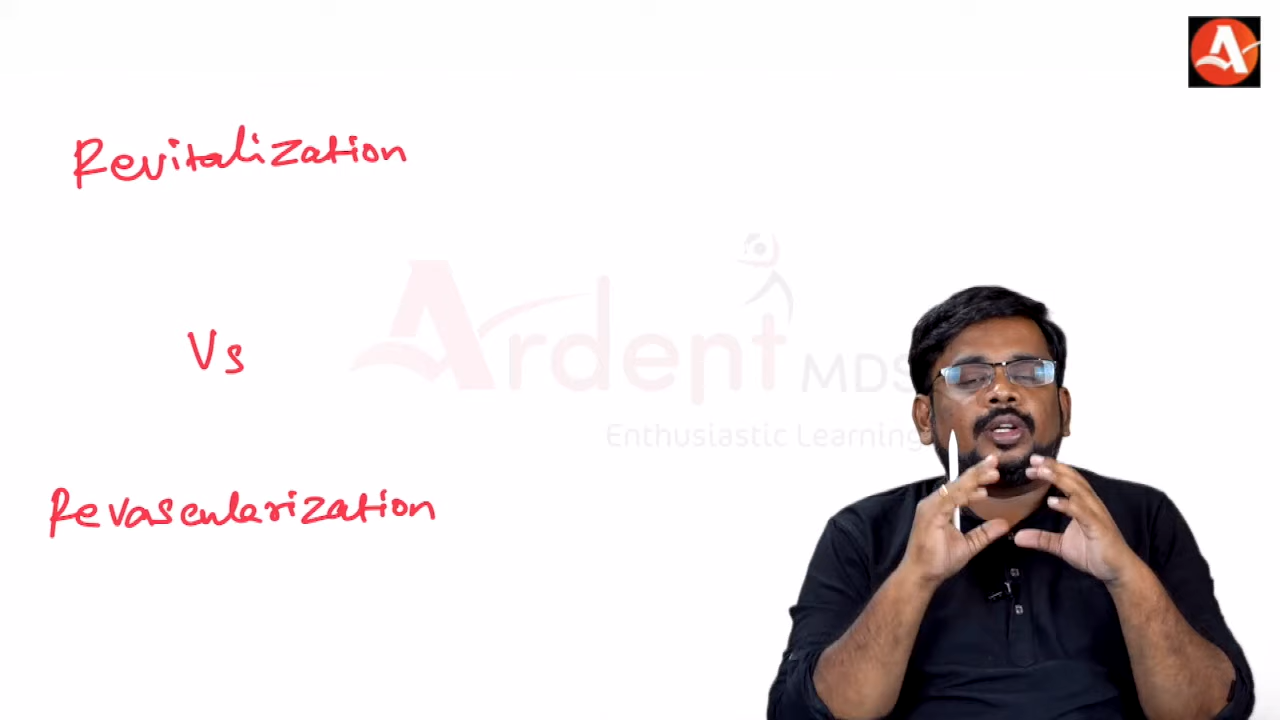 A
Revitalization
Vs
Revascularization
Ardent MDS
Enthusiastic Learning